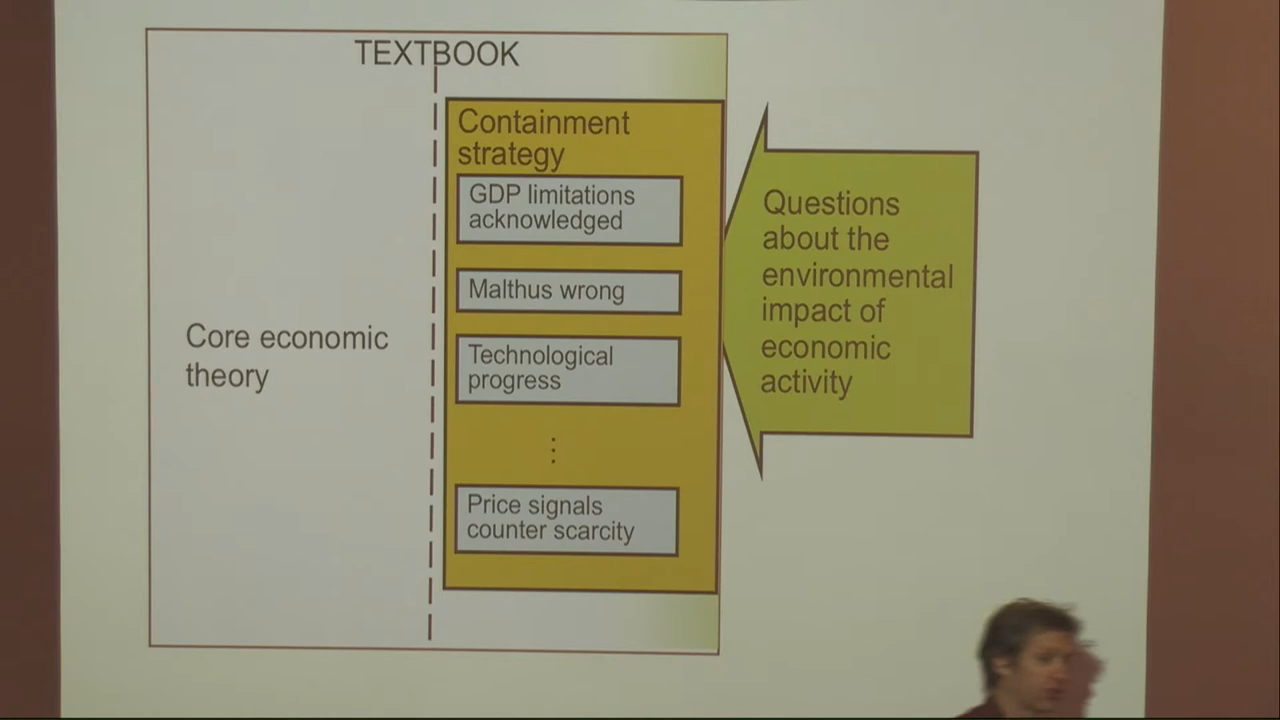 TEXTBOOK
Core economic
theory
Containment
strategy
GDP limitations
acknowledged
Malthus wrong
Technological
progress
⋮
Price signals
counter scarcity
Questions
about the
environmental
impact of
economic
activity